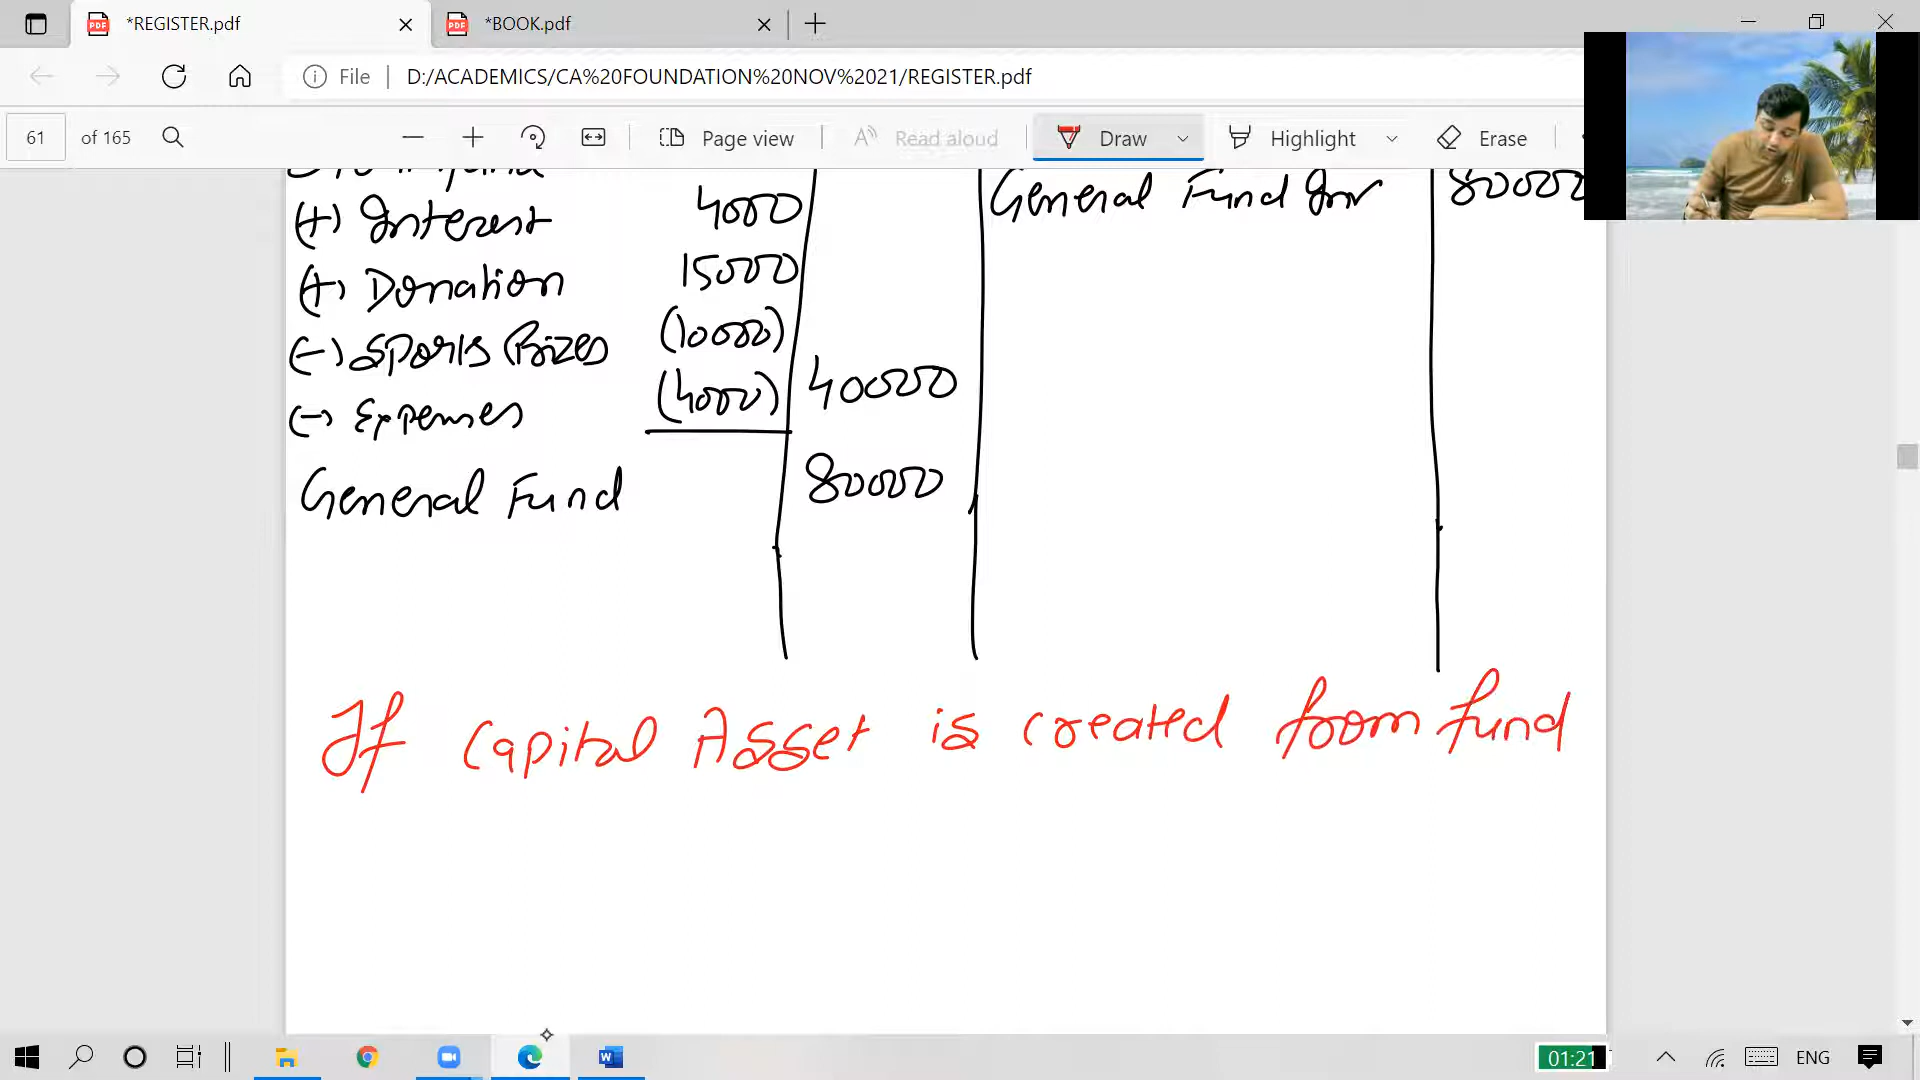 *REGISTER.pdf
*BOOK.pdf
File
D:/ACADEMICS/CA%20FOUNDATION%20NOV%2021/REGISTER.pdf
61 of 165
Page view
Read aloud
Draw
Highlight
Erase
General Fund Inv 80000
(+) Interest 4000
(+) Donation 15000
(-) Sports Prizes (10000)
(-) Expenses (4000) 40000
General Fund 80000
If Capital Asset is created from fund
01:21
ENG